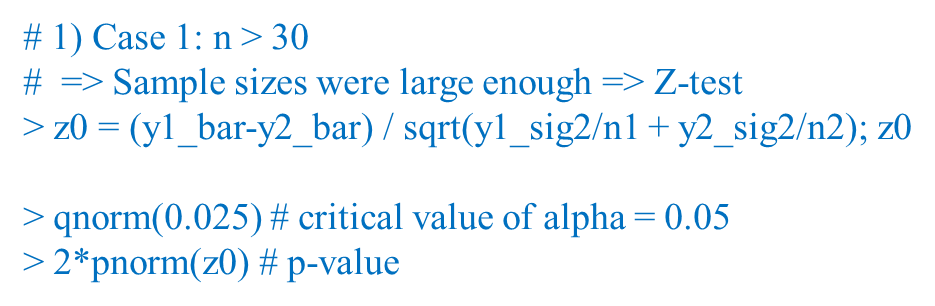 # 1) Case 1: n > 30
#  => Sample sizes were large enough => Z-test
> z0 = (y1_bar-y2_bar) / sqrt(y1_sig2/n1 + y2_sig2/n2); z0
> qnorm(0.025) # critical value of alpha = 0.05
> 2*pnorm(z0) # p-value